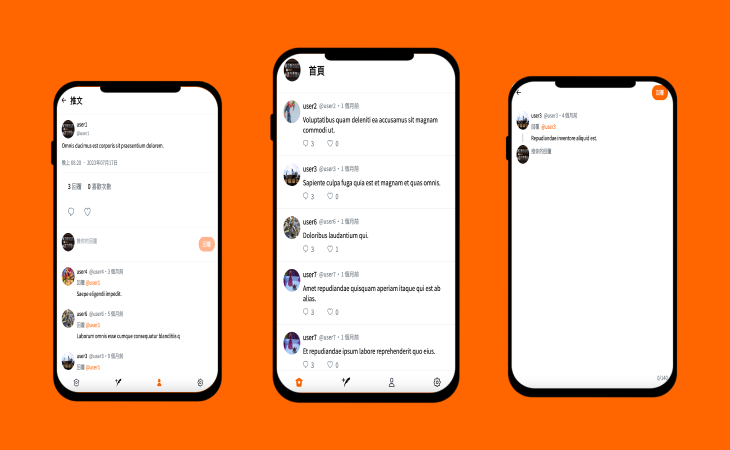 推文
user1
@user1
Omnis ducimus est corporis sit praesentium dolorem.
晚上 08:20 ・ 2023年07月17日
3 回覆 0 喜歡次數
推你的回覆
回覆
user4 @user4・3 個月前
回覆 @user1
Saepe eligendi impedit.
user6 @user6・5 個月前
回覆 @user1
Laborum omnis esse cumque consequatur blanditiis q
user3 @user3・8 個月前
回覆 @user1
首頁
user2 @user2・1 個月前
Voluptatibus quam deleniti ea accusamus sit magnam
commodi ut.
3 0
user3 @user3・1 個月前
Sapiente culpa fuga quia est et magnam et quas omnis.
3 0
user6 @user6・1 個月前
Doloribus laudantium qui.
3 1
user7 @user7・1 個月前
Amet repudiandae quisquam aperiam itaque qui est ab
alias.
3 0
user7 @user7・1 個月前
Et repudiandae ipsum labore reprehenderit quo eius.
3 0
回覆
user3 @user3・4 個月前
回覆 @user3
Repudiandae inventore aliquid est.
推你的回覆
0/140